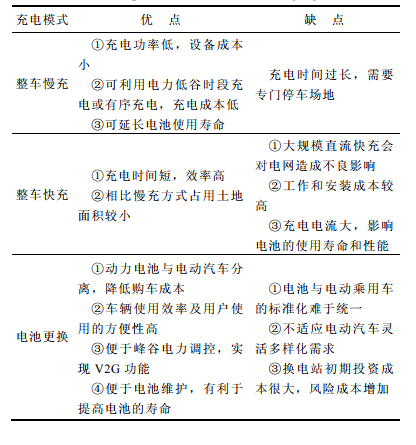 充电模式 优 点 缺 点
整车慢充
①充电功率低，设备成本
小
②可利用电力低谷时段充
电或有序充电，充电成本低
③可延长电池使用寿命
充电时间过长，需要
专门停车场地
整车快充
①充电时间短，效率高
②相比慢充方式占用土地
面积较小
①大规模直流快充会
对电网造成不良影响
②工作和安装成本较
高
③充电电流大，影响
电池的使用寿命和性能
电池更换
①动力电池与电动汽车分
离，降低购车成本
②车辆使用效率及用户使
用的方便性高
③便于峰谷电力调控，实
现 V2G 功能
④便于电池维护，有利于
提高电池的寿命
①电池与电动乘用车
的标准化难于统一
②不适应电动汽车灵
活多样化需求
③换电站初期投资成
本很大，风险成本增加